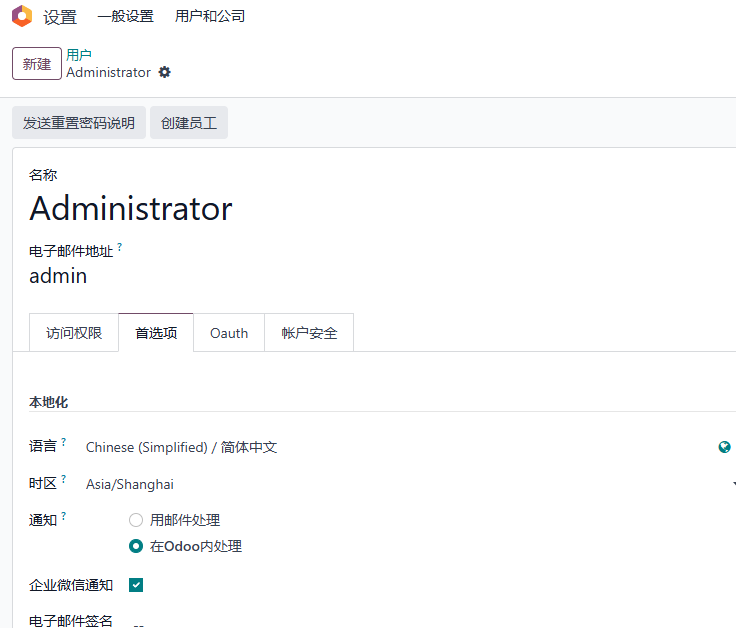 设置 一般设置 用户和公司
新建 用户
Administrator
发送重置密码说明 创建员工
名称
Administrator
电子邮件地址 ?
admin
访问权限 首选项 Oauth 帐户安全
本地化
语言 ? Chinese (Simplified) / 简体中文
时区 ? Asia/Shanghai
通知 ? 用邮件处理
在Odoo内处理
企业微信通知
电子邮件签名 --